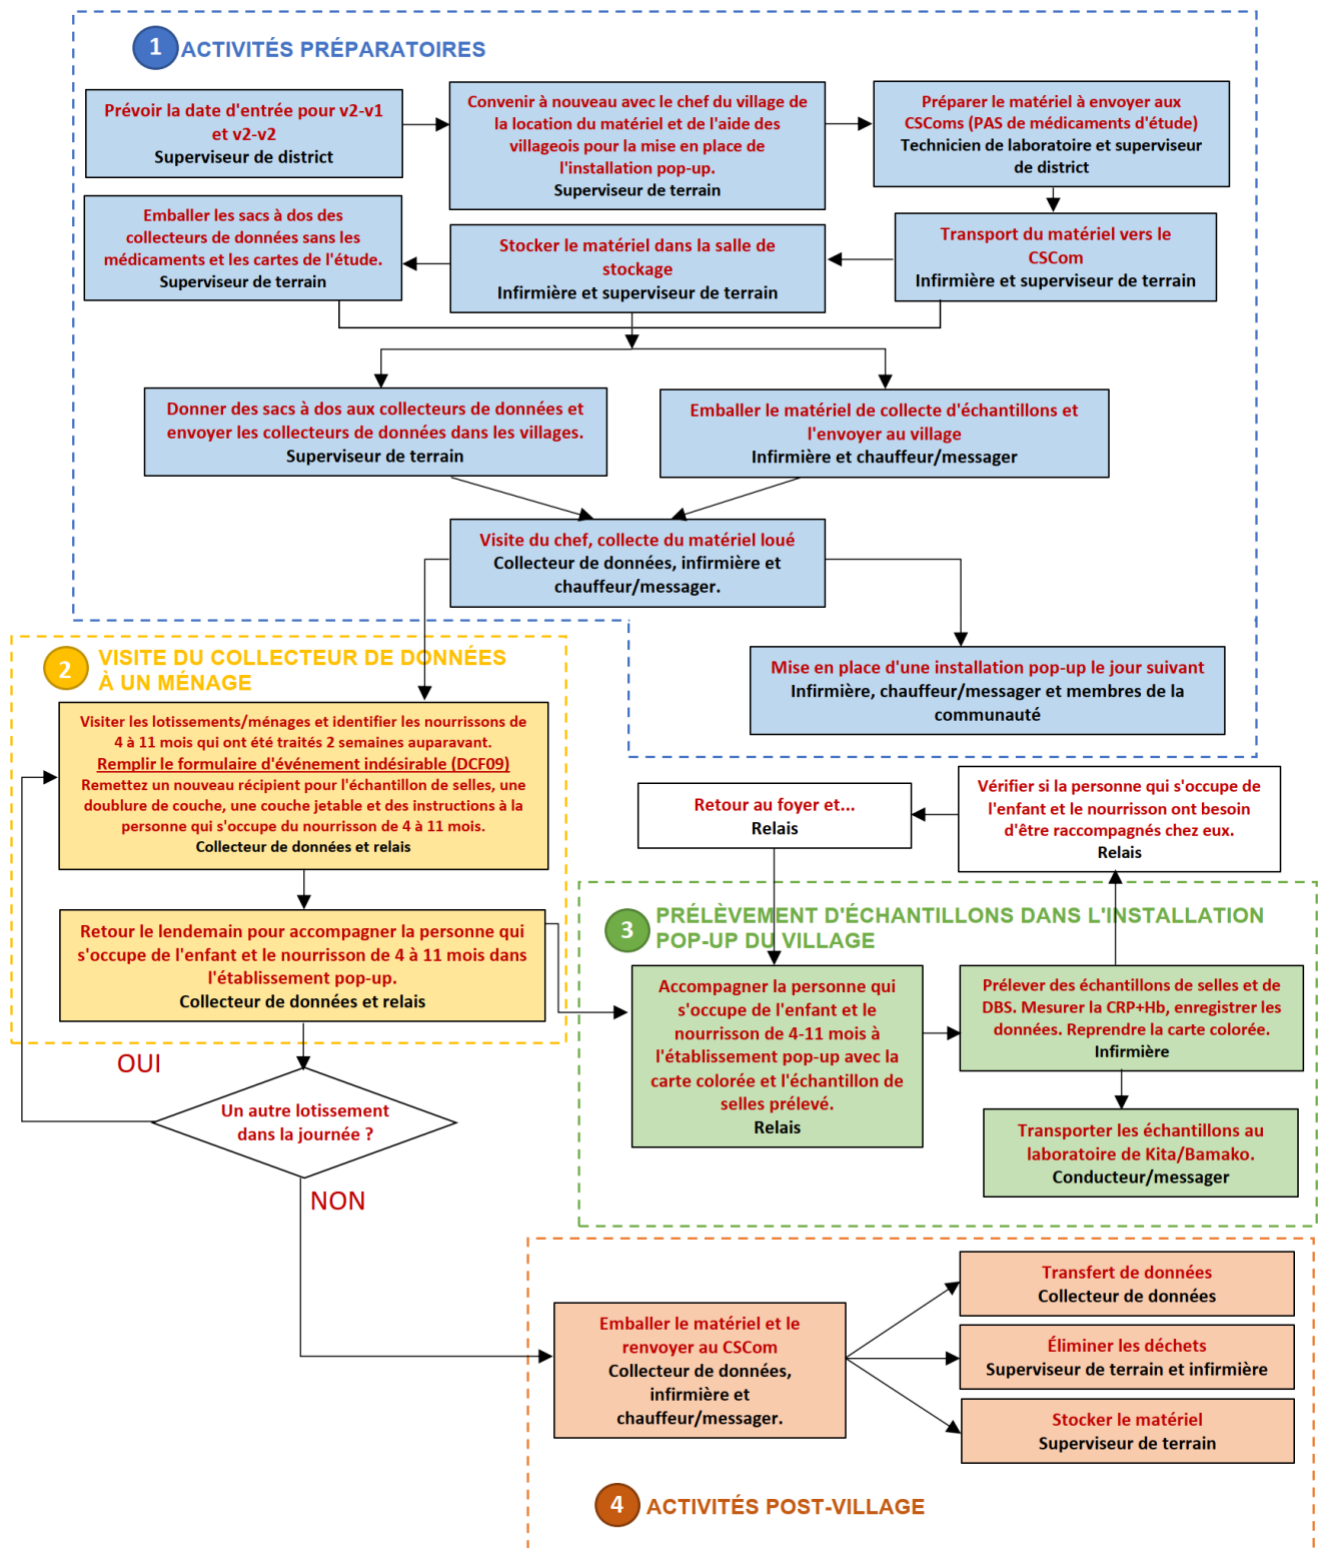 1
ACTIVITÉS PRÉPARATOIRES
Prévoir la date d'entrée pour v2-v1
et v2-v2
Superviseur de district
Convenir à nouveau avec le chef du village de
la location du matériel et de l'aide des
villageois pour la mise en place de
l'installation pop-up.
Superviseur de terrain
Préparer le matériel à envoyer aux
CSComs (PAS de médicaments d'étude)
Technicien de laboratoire et superviseur
de district
Emballer les sacs à dos des
collecteurs de données sans les
médicaments et les cartes de l'étude.
Superviseur de terrain
Stocker le matériel dans la salle de
stockage
Infirmière et superviseur de terrain
Transport du matériel vers le
CSCom
Infirmière et superviseur de terrain
Donner des sacs à dos aux collecteurs de données et
envoyer les collecteurs de données dans les villages.
Superviseur de terrain
Emballer le matériel de collecte d'échantillons et
l'envoyer au village
Infirmière et chauffeur/messager
Visite du chef, collecte du matériel loué
Collecteur de données, infirmière et
chauffeur/messager.
Mise en place d'une installation pop-up le jour suivant
Infirmière, chauffeur/messager et membres de la
communauté
2
VISITE DU COLLECTEUR DE DONNÉES
À UN MÉNAGE
Visiter les lotissements/ménages et identifier les nourrissons de
4 à 11 mois qui ont été traités 2 semaines auparavant.
Remplir le formulaire d'événement indésirable (DCF09)
Remettez un nouveau récipient pour l'échantillon de selles, une
doublure de couche, une couche jetable et des instructions à la
personne qui s'occupe du nourrisson de 4 à 11 mois.
Collecteur de données et relais
Retour le lendemain pour accompagner la personne qui
s'occupe de l'enfant et le nourrisson de 4 à 11 mois dans
l'établissement pop-up.
Collecteur de données et relais
OUI
Un autre lotissement
dans la journée ?
NON
Retour au foyer et...
Relais
Vérifier si la personne qui s'occupe de
l'enfant et le nourrisson ont besoin
d'être raccompagnés chez eux.
Relais
3
PRÉLÈVEMENT D'ÉCHANTILLONS DANS L'INSTALLATION
POP-UP DU VILLAGE
Accompagner la personne qui
s'occupe de l'enfant et le
nourrisson de 4-11 mois à
l'établissement pop-up avec la
carte colorée et l'échantillon de
selles prélevé.
Relais
Prélever des échantillons de selles et de
DBS. Mesurer la CRP+Hb, enregistrer les
données. Reprendre la carte colorée.
Infirmière
Transporter les échantillons au
laboratoire de Kita/Bamako.
Conducteur/messager
Emballer le matériel et le
renvoyer au CSCom
Collecteur de données,
infirmière et
chauffeur/messager.
Transfert de données
Collecteur de données
Éliminer les déchets
Superviseur de terrain et infirmière
Stocker le matériel
Superviseur de terrain
4
ACTIVITÉS POST-VILLAGE